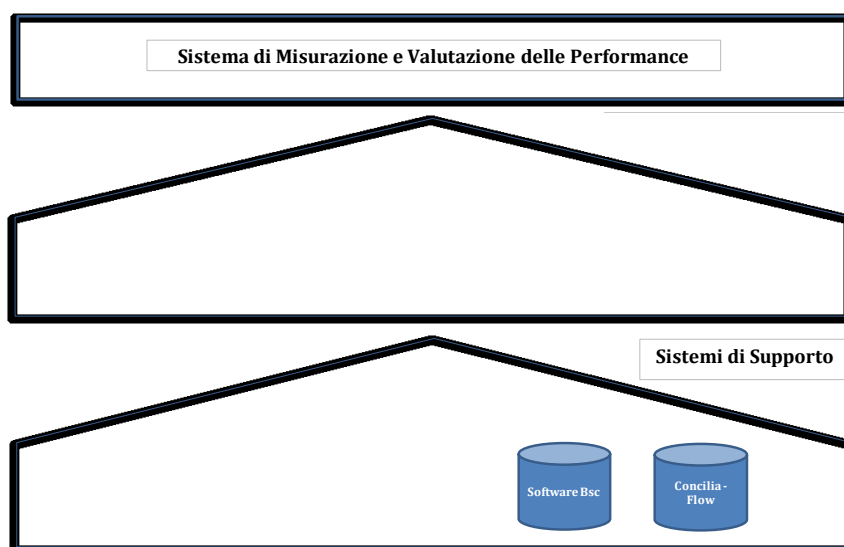 Sistema di Misurazione e Valutazione delle Performance
Sistemi di Supporto
Software Bsc
Concilia -
Flow